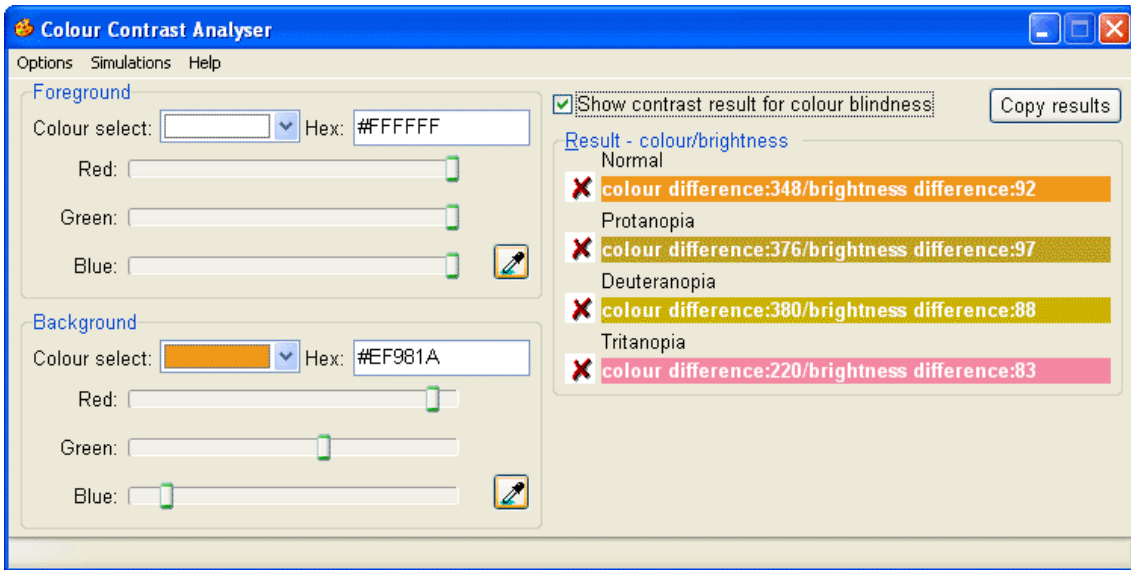 Colour Contrast Analyser
Options Simulations Help
Foreground
Colour select: Hex: #FFFFFF
Red:
Green:
Blue:
Background
Colour select: Hex: #EF981A
Red:
Green:
Blue:
Show contrast result for colour blindness
Copy results
Result - colour/brightness
Normal
colour difference:348/brightness difference:92
Protanopia
colour difference:376/brightness difference:97
Deuteranopia
colour difference:380/brightness difference:88
Tritanopia
colour difference:220/brightness difference:83